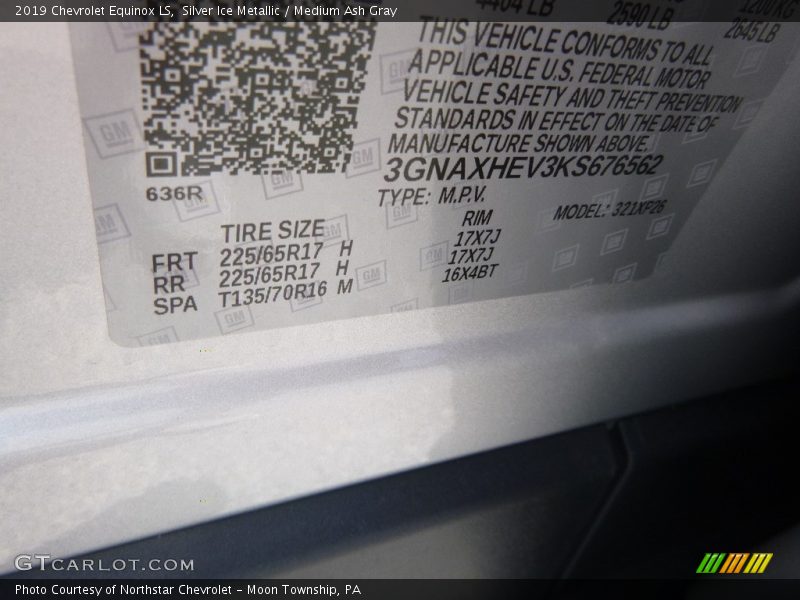 2019 Chevrolet Equinox LS, Silver Ice Metallic / Medium Ash Gray
4404 LB 2590 LB 2645 LB
THIS VEHICLE CONFORMS TO ALL
APPLICABLE U.S. FEDERAL MOTOR
VEHICLE SAFETY AND THEFT PREVENTION
STANDARDS IN EFFECT ON THE DATE OF
MANUFACTURE SHOWN ABOVE.
3GNAXHEV3KS676562
636R
TYPE: M.P.V. MODEL: 321XP26
TIRE SIZE RIM
FRT 225/65R17 H 17X7J
RR 225/65R17 H 17X7J
SPA T135/70R16 M 16X4BT
GTCARLOT.COM
Photo Courtesy of Northstar Chevrolet - Moon Township, PA